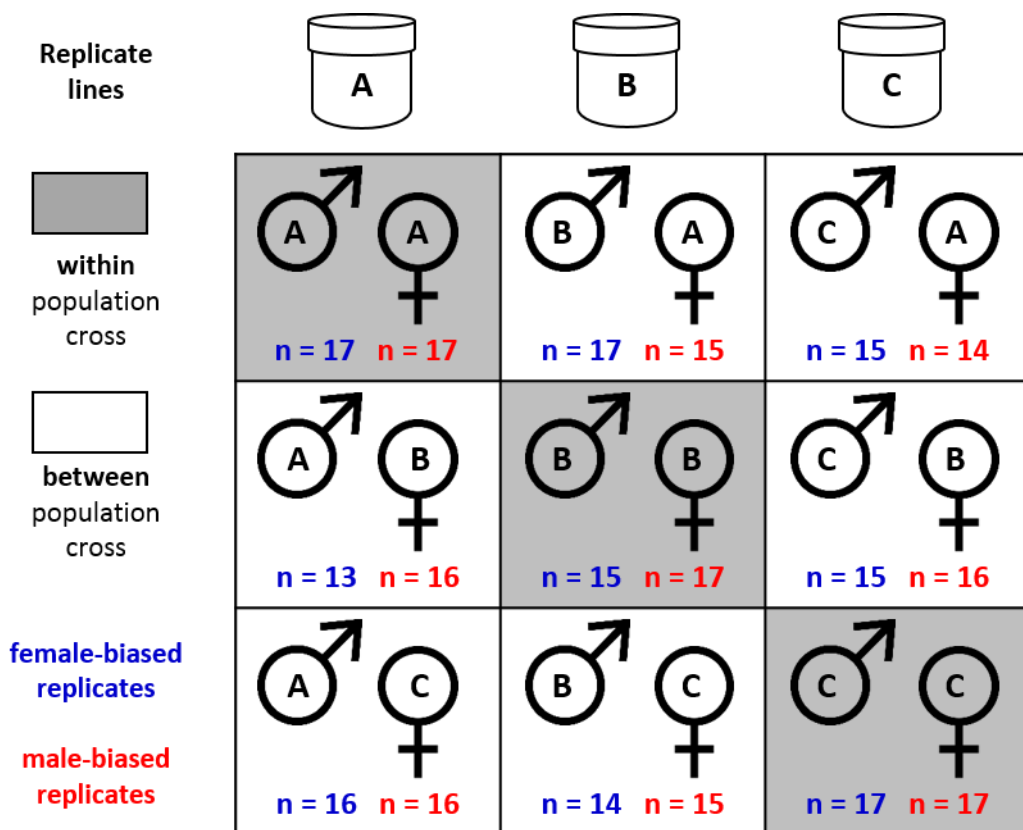 Replicate
lines
A
B
C
within
population
cross
A A
B A
C A
n = 17 n = 17
n = 17 n = 15
n = 15 n = 14
between
population
cross
A B
B B
C B
n = 13 n = 16
n = 15 n = 17
n = 15 n = 16
female-biased
replicates
male-biased
replicates
A C
B C
C C
n = 16 n = 16
n = 14 n = 15
n = 17 n = 17